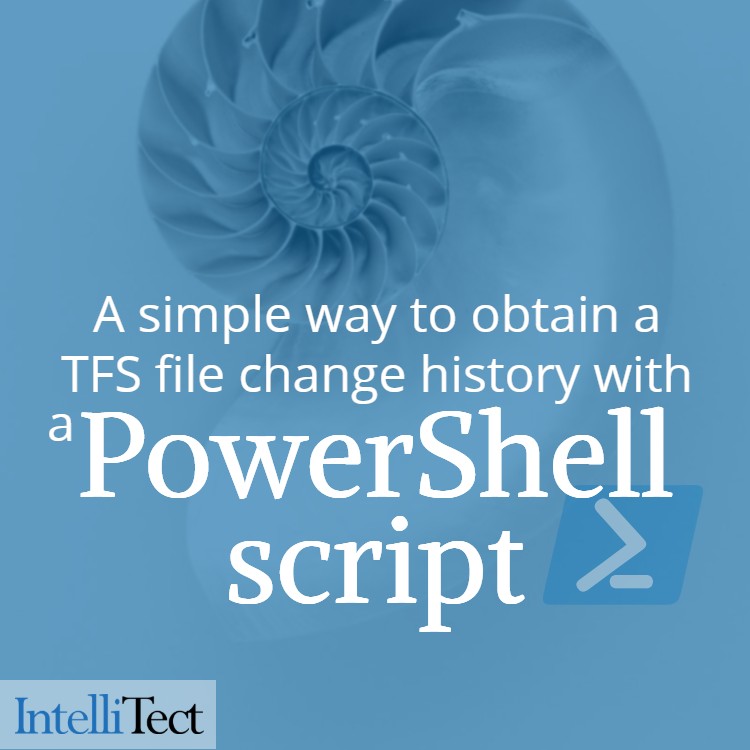 A simple way to obtain a
TFS file change history with
a PowerShell
script
IntelliTect